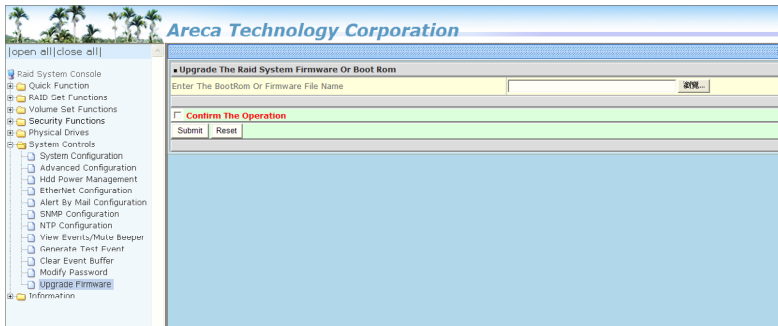 Areca Technology Corporation
|open all|close all|
Raid System Console
Quick Function
RAID Set Functions
Volume Set Functions
Security Functions
Physical Drives
System Controls
System Configuration
Advanced Configuration
Hdd Power Management
EtherNet Configuration
Alert By Mail Configuration
SNMP Configuration
NTP Configuration
View Events/Mute Beeper
Generate Test Event
Clear Event Buffer
Modify Password
Upgrade Firmware
Information
Upgrade The Raid System Firmware Or Boot Rom
Enter The BootRom Or Firmware File Name
瀏覽...
Confirm The Operation
Submit Reset